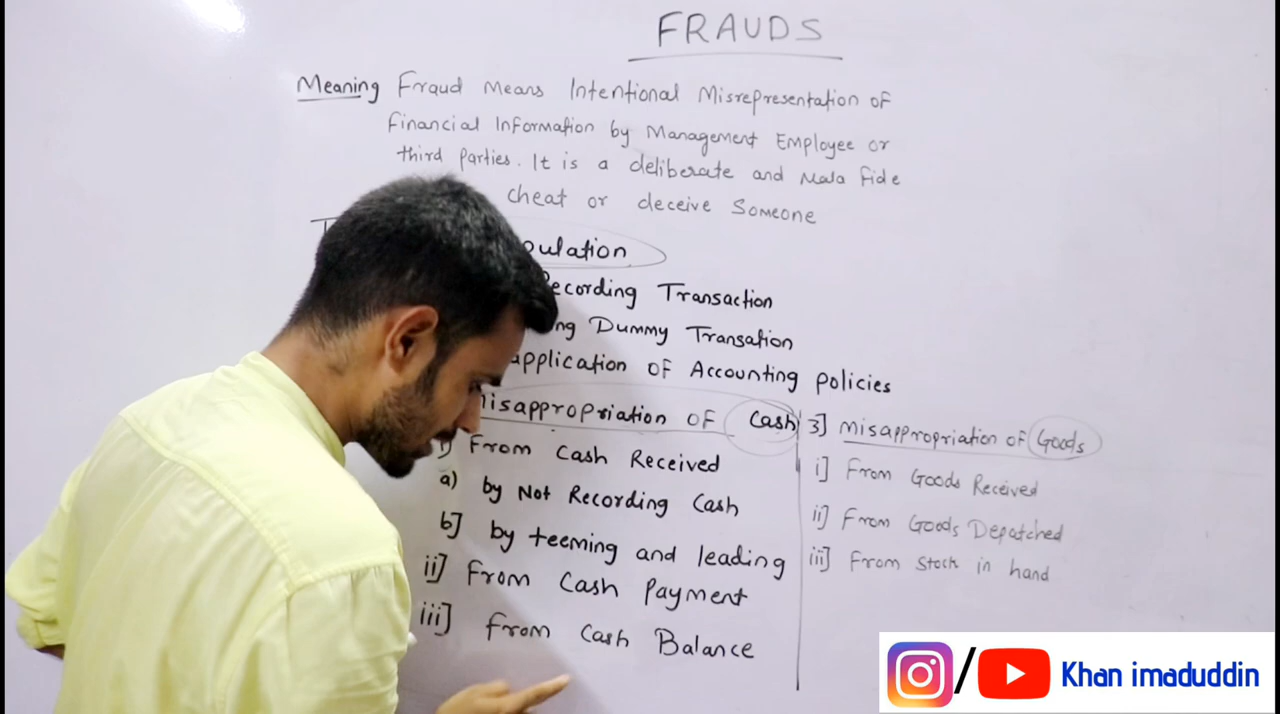 FRAUDS
Meaning Fraud Means Intentional Misrepresentation of
Financial Information by Management Employee or
third Parties. It is a deliberate and Mala fide
cheat or deceive Someone
pulation
Recording Transaction
ng Dummy Transation
application of Accounting policies
Misappropriation of Cash
i) From Cash Received
a) by Not Recording Cash
b] by teeming and leading
ii] From Cash Payment
iii] from Cash Balance
3] Misappropriation of Goods
i] From Goods Received
ii] From Goods Depatched
iii] From Stock in hand
Khan imaduddin